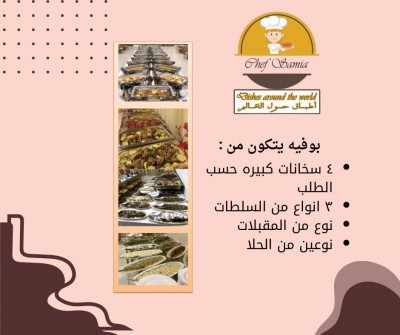 Chef Samia
Dishes around the world
أطباق حول العالم
بوفيه يتكون من :
٤ سخانات كبيره حسب
الطلب
٣ انواع من السلطات
نوع من المقبلات
نوعين من الحلا